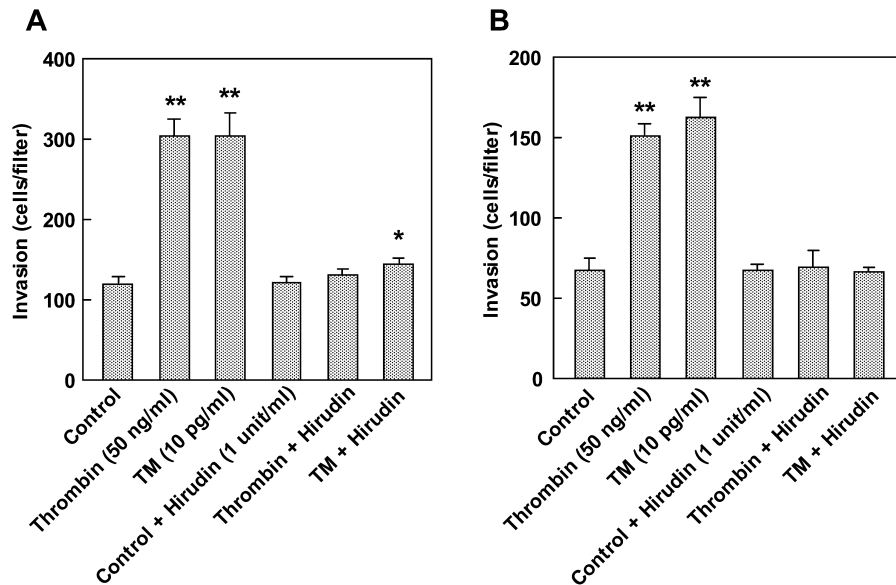 A
Invasion (cells/filter)
400
300
200
100
0
**
**
*
Control
Thrombin (50 ng/ml)
TM (10 pg/ml)
Control + Hirudin (1 unit/ml)
Thrombin + Hirudin
TM + Hirudin
B
Invasion (cells/filter)
200
150
100
50
0
**
**
Control
Thrombin (50 ng/ml)
TM (10 pg/ml)
Control + Hirudin (1 unit/ml)
Thrombin + Hirudin
TM + Hirudin